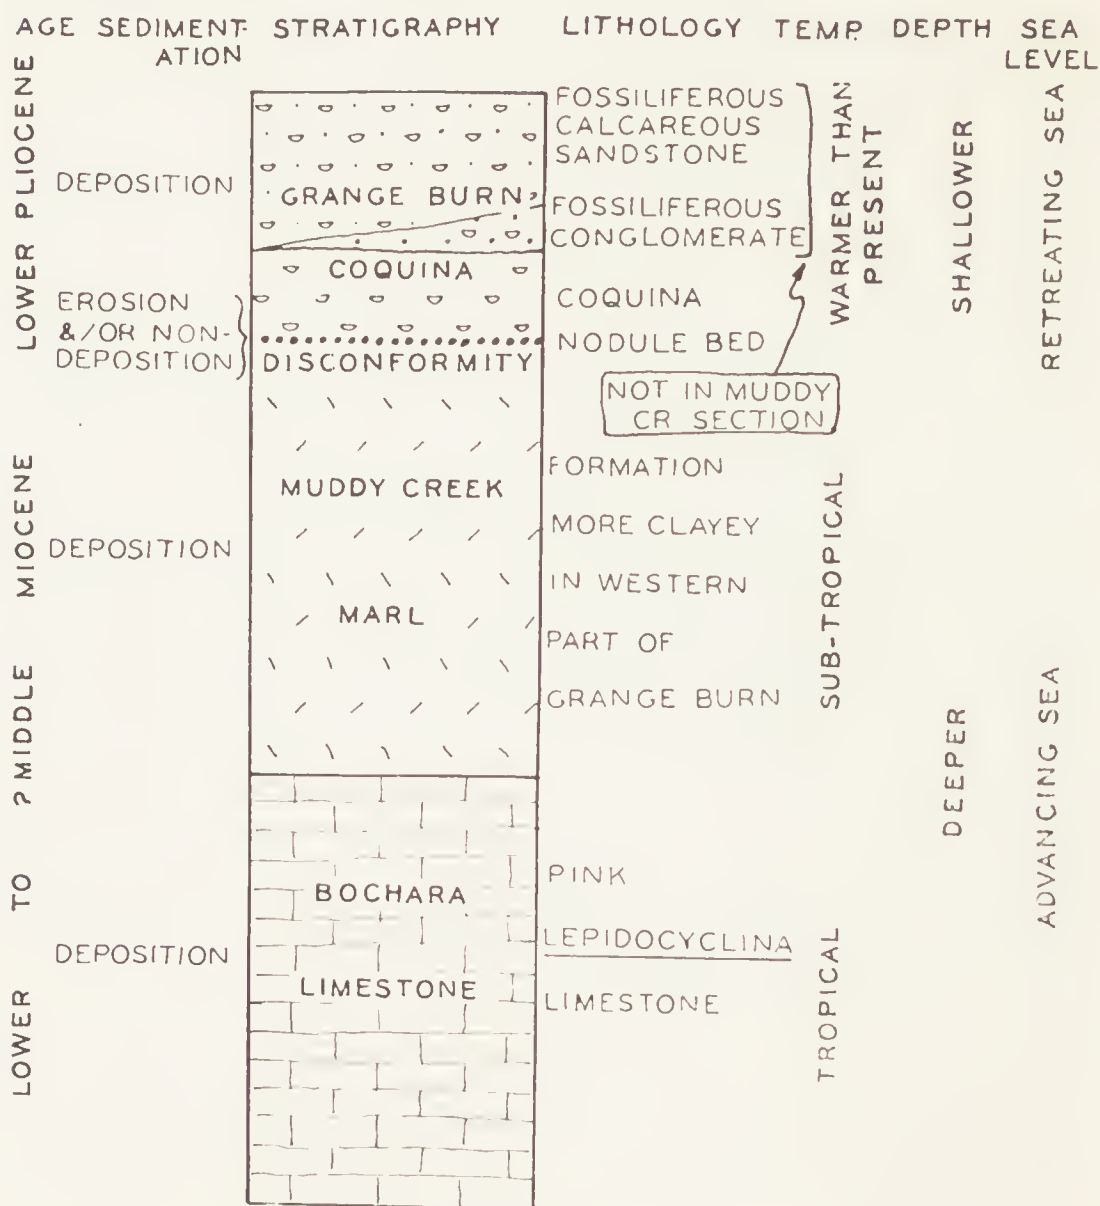 AGE SEDIMENT- STRATIGRAPHY LITHOLOGY TEMP. DEPTH SEA
ATION LEVEL
LOWER PLIOCENE
LOWER TO ? MIDDLE MIOCENE
DEPOSITION
EROSION
&/OR NON-
DEPOSITION
DEPOSITION
DEPOSITION
GRANGE BURN
COQUINA
DISCONFORMITY
MUDDY CREEK
MARL
BOCHARA
LIMESTONE
FOSSILIFEROUS
CALCAREOUS
SANDSTONE
FOSSILIFEROUS
CONGLOMERATE
COQUINA
NODULE BED
NOT IN MUDDY
CR SECTION
FORMATION
MORE CLAYEY
IN WESTERN
PART OF
GRANGE BURN
PINK
LEPIDOCYCLINA
LIMESTONE
WARMER THAN
PRESENT
SUB-TROPICAL
TROPICAL
SHALLOWER
DEEPER
RETREATING SEA
ADVANCING SEA